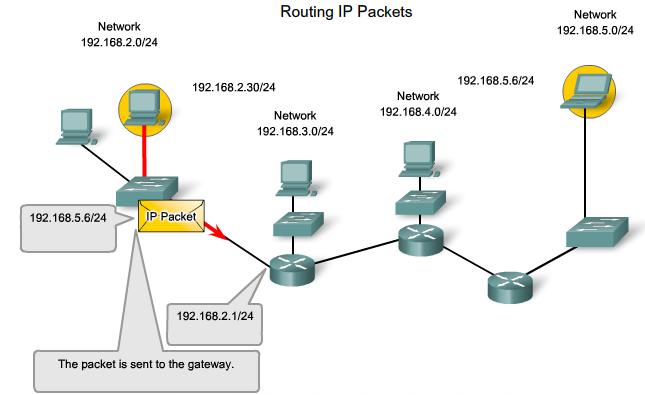 Routing IP Packets
Network
192.168.2.0/24
Network
192.168.5.0/24
192.168.2.30/24
192.168.5.6/24
Network
192.168.3.0/24
Network
192.168.4.0/24
192.168.5.6/24
IP Packet
192.168.2.1/24
The packet is sent to the gateway.